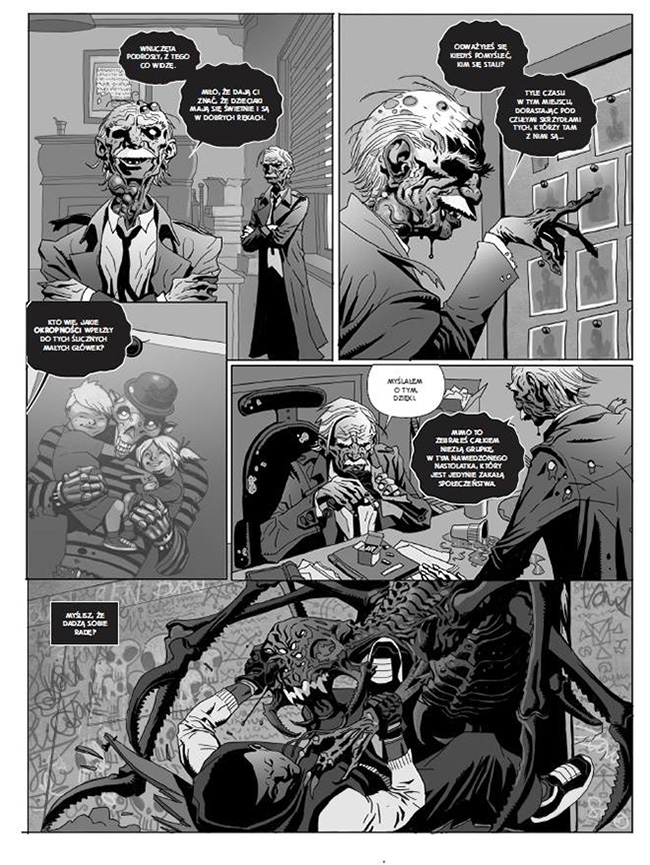 WNUCZĘTA
PODROSŁY, Z TEGO
CO WIDZĘ.
MIŁO, ŻE DAJĄ CI
ZNAĆ, ŻE DZIECIAKI
MAJĄ SIĘ ŚWIETNIE I SĄ
W DOBRYCH RĘKACH.
ODWAŻYŁEŚ SIĘ
KIEDYŚ POMYŚLEĆ,
KIM SIĘ STALI?
TYLE CZASU
W TYM MIEJSCU,
DORASTAJĄC POD
CZUŁYMI SKRZYDŁAMI
TYCH, KTÓRZY TAM
Z NIMI SĄ...
KTO WIE, JAKIE
OKROPNOŚCI WPEŁZŁY
DO TYCH ŚLICZNYCH
MAŁYCH GŁÓWEK?
MYŚLAŁEM
O TYM,
DZIĘKI.
MIMO TO
ZEBRAŁEŚ CAŁKIEM
NIEZŁĄ GRUPKĘ,
W TYM NAWIEDZONEGO
NASTOLATKA, KTÓRY
JEST JEDYNIE ZAKAŁĄ
SPOŁECZEŃSTWA.
MYŚLISZ, ŻE
DADZĄ SOBIE
RADĘ?